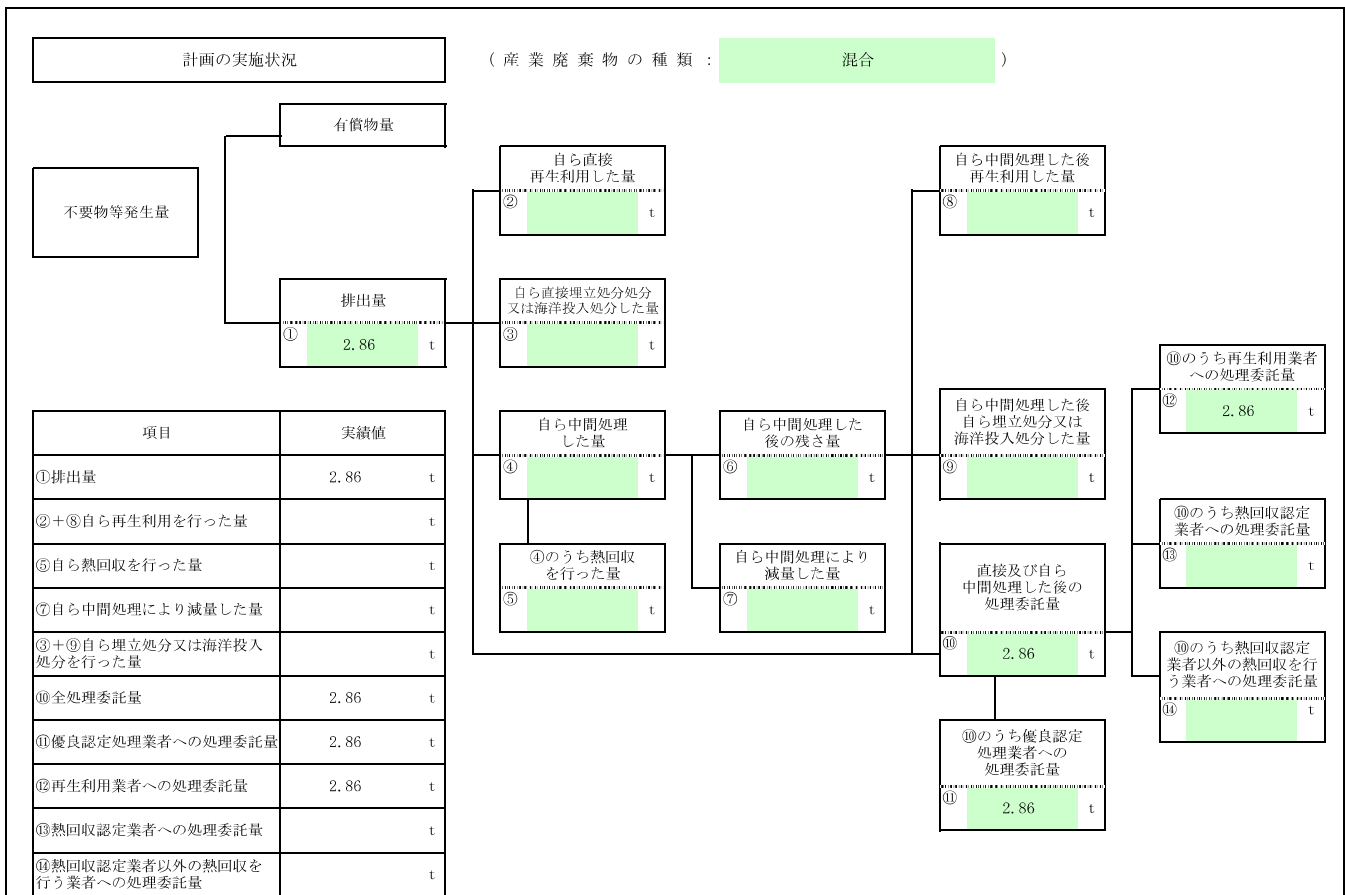 計画の実施状況
（産業廃棄物の種類： 混合 ）
有償物量
不要物等発生量
排出量
① 2.86 t
自ら直接
再生利用した量
② t
自ら直接埋立処分処分
又は海洋投入処分した量
③ t
自ら中間処理
した量
④ t
④のうち熱回収
を行った量
⑤ t
自ら中間処理した
後の残さ量
⑥ t
自ら中間処理により
減量した量
⑦ t
自ら中間処理した後
再生利用した量
⑧ t
自ら中間処理した後
自ら埋立処分又は
海洋投入処分した量
⑨ t
直接及び自ら
中間処理した後の
処理委託量
⑩ 2.86 t
⑩のうち優良認定
処理業者への
処理委託量
⑪ 2.86 t
⑩のうち再生利用業者
への処理委託量
⑫ 2.86 t
⑩のうち熱回収認定
業者への処理委託量
⑬ t
⑩のうち熱回収認定
業者以外の熱回収を行
う業者への処理委託量
⑭ t
項目 実績値
①排出量 2.86 t
②＋⑧自ら再生利用を行った量 t
⑤自ら熱回収を行った量 t
⑦自ら中間処理により減量した量 t
③＋⑨自ら埋立処分又は海洋投入
処分を行った量 t
⑩全処理委託量 2.86 t
⑪優良認定処理業者への処理委託量 2.86 t
⑫再生利用業者への処理委託量 2.86 t
⑬熱回収認定業者への処理委託量 t
⑭熱回収認定業者以外の熱回収を
行う業者への処理委託量 t